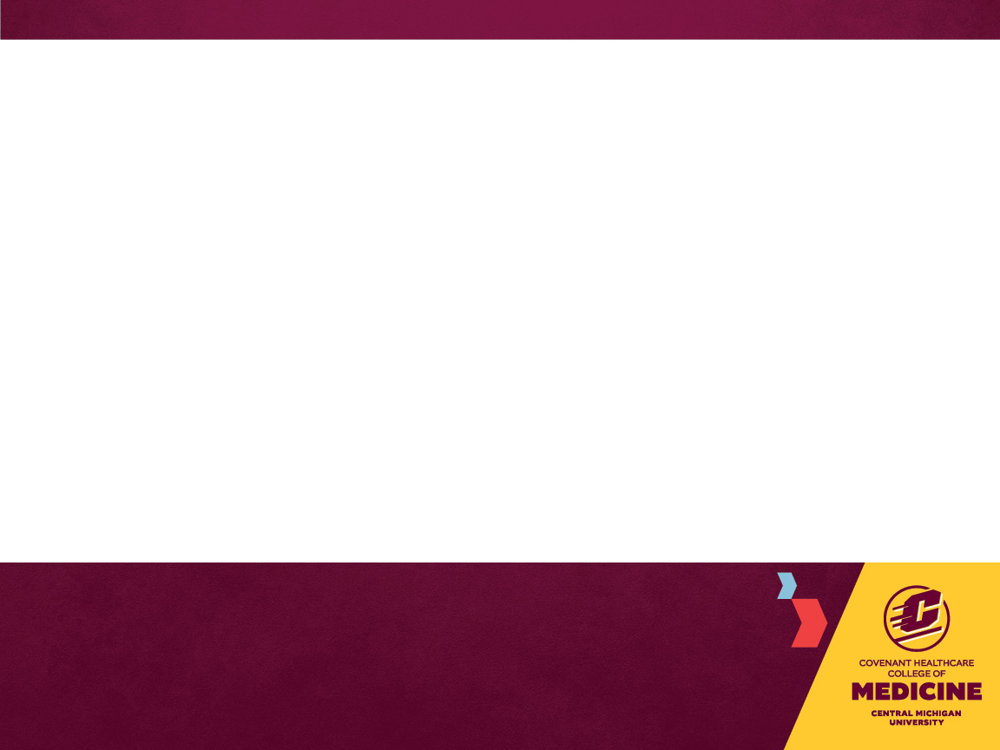 COVENANT HEALTHCARE
COLLEGE OF
MEDICINE
CENTRAL MICHIGAN
UNIVERSITY